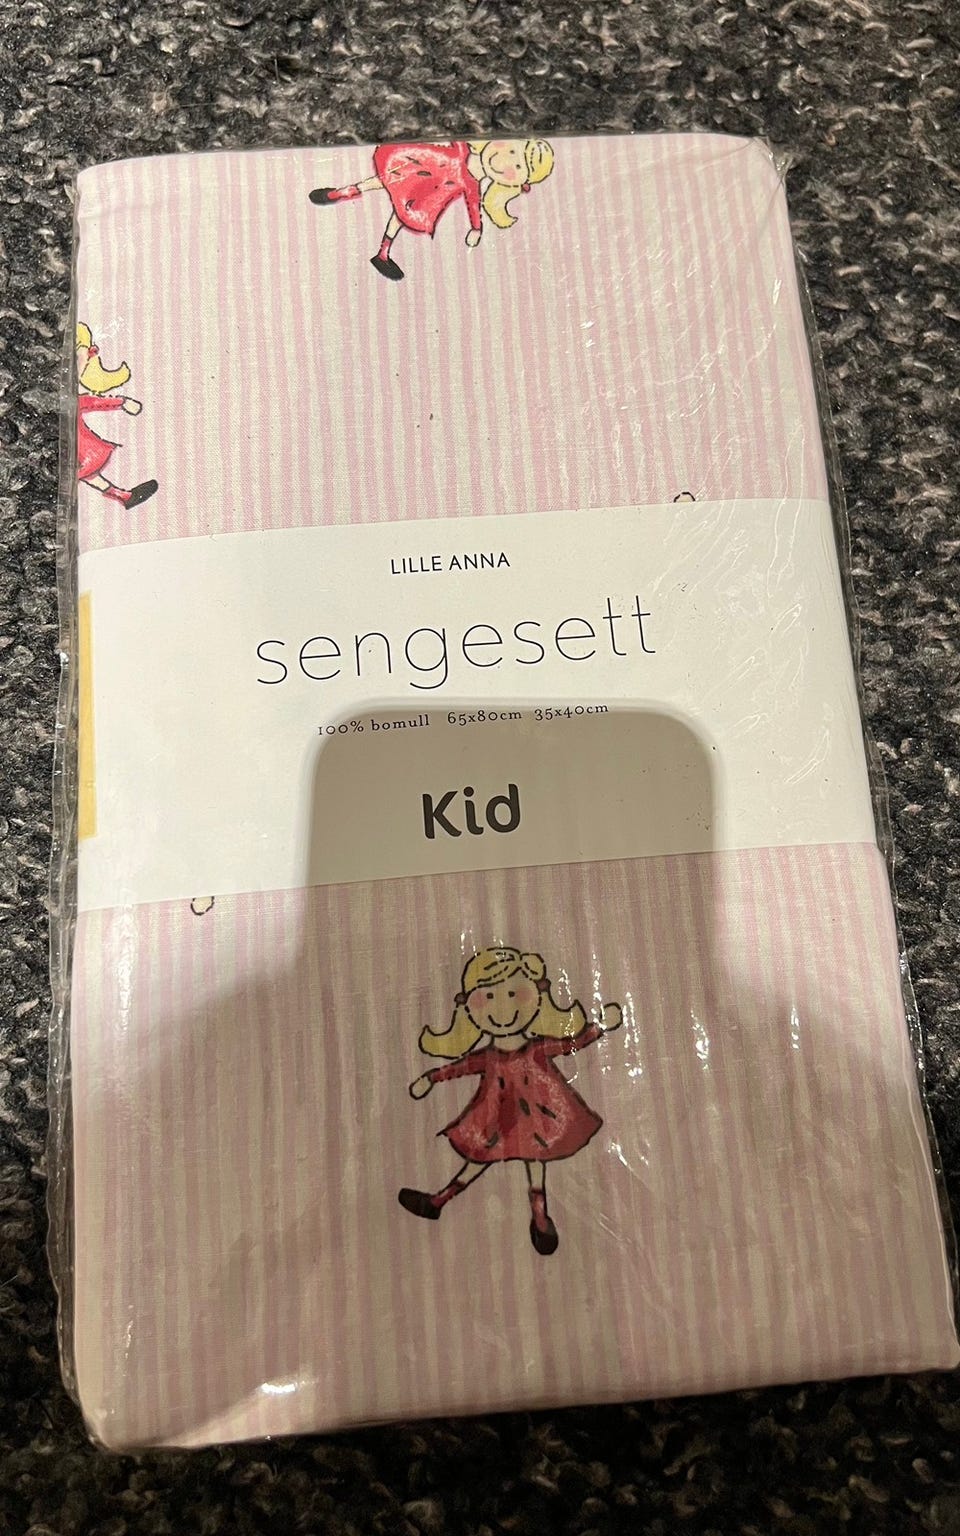 LILLE ANNA
sengesett
100% bomull 65x80cm 35x40cm
Kid